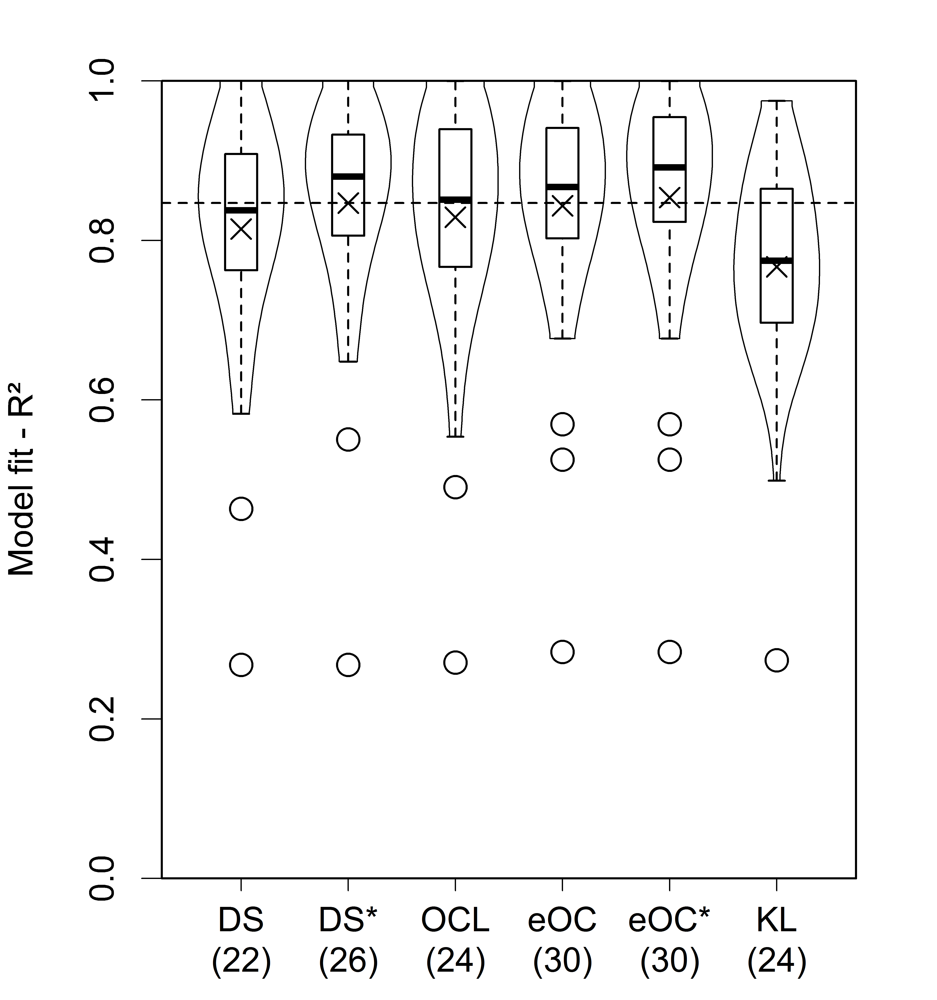 Model fit - R²
1.0
0.8
0.6
0.4
0.2
0.0
DS DS* OCL eOC eOC* KL
(22) (26) (24) (30) (30) (24)